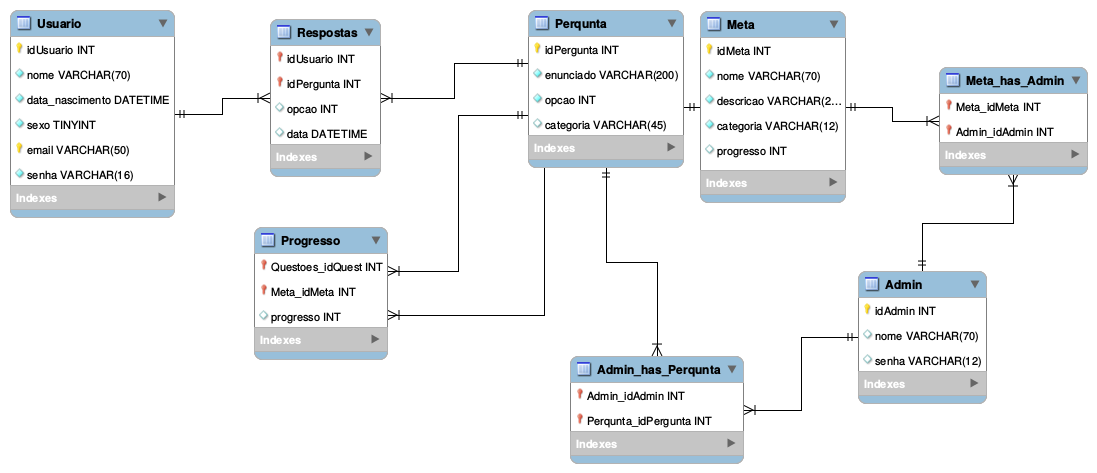 Usuario
idUsuario INT
nome VARCHAR(70)
data_nascimento DATETIME
sexo TINYINT
email VARCHAR(50)
senha VARCHAR(16)
Indexes
Respostas
idUsuario INT
idPergunta INT
opcao INT
data DATETIME
Indexes
Pergunta
idPergunta INT
enunciado VARCHAR(200)
opcao INT
categoria VARCHAR(45)
Indexes
Meta
idMeta INT
nome VARCHAR(70)
descricao VARCHAR(2...
categoria VARCHAR(12)
progresso INT
Indexes
Meta_has_Admin
Meta_idMeta INT
Admin_idAdmin INT
Indexes
Progresso
Questoes_idQuest INT
Meta_idMeta INT
progresso INT
Indexes
Admin
idAdmin INT
nome VARCHAR(70)
senha VARCHAR(12)
Indexes
Admin_has_Pergunta
Admin_idAdmin INT
Pergunta_idPergunta INT
Indexes